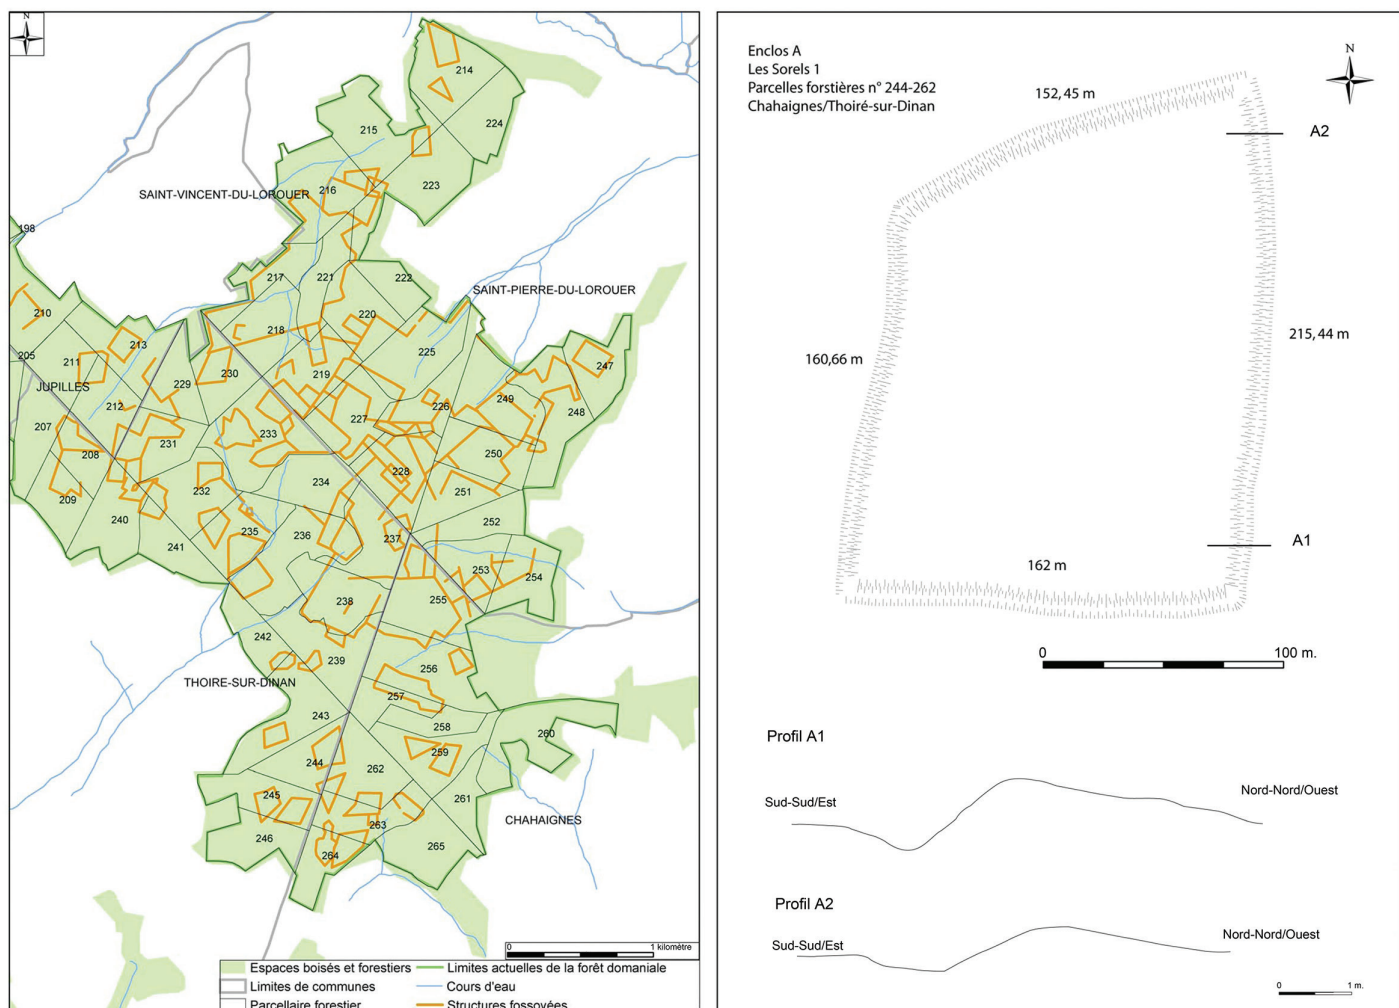 214
224
215
223
216
SAINT-VINCENT-DU-LOROUER
198
217
221
222
SAINT-PIERRE-DU-LOROUER
210
220
218
213
225
205
211
247
JUPILLES
229
230
219
212
226
249
248
207
227
231
233
208
250
228
234
232
251
209
240
252
235
236
237
241
253
254
238
255
242
239
256
THOIRE-SUR-DINAN
257
243
258
260
259
244
262
245
261
CHAHAIGNES
263
246
264
265
0 1 kilomètre
Espaces boisés et forestiers
Limites actuelles de la forêt domaniale
Limites de communes
Cours d'eau
Parcellaire forestier
Structures fossoyées
Enclos A
Les Sorels 1
Parcelles forstières n° 244-262
Chahaignes/Thoiré-sur-Dinan
N
152,45 m
A2
215,44 m
160,66 m
A1
162 m
0 100 m.
Profil A1
Sud-Sud/Est
Nord-Nord/Ouest
Profil A2
Sud-Sud/Est
Nord-Nord/Ouest
0 1 m.